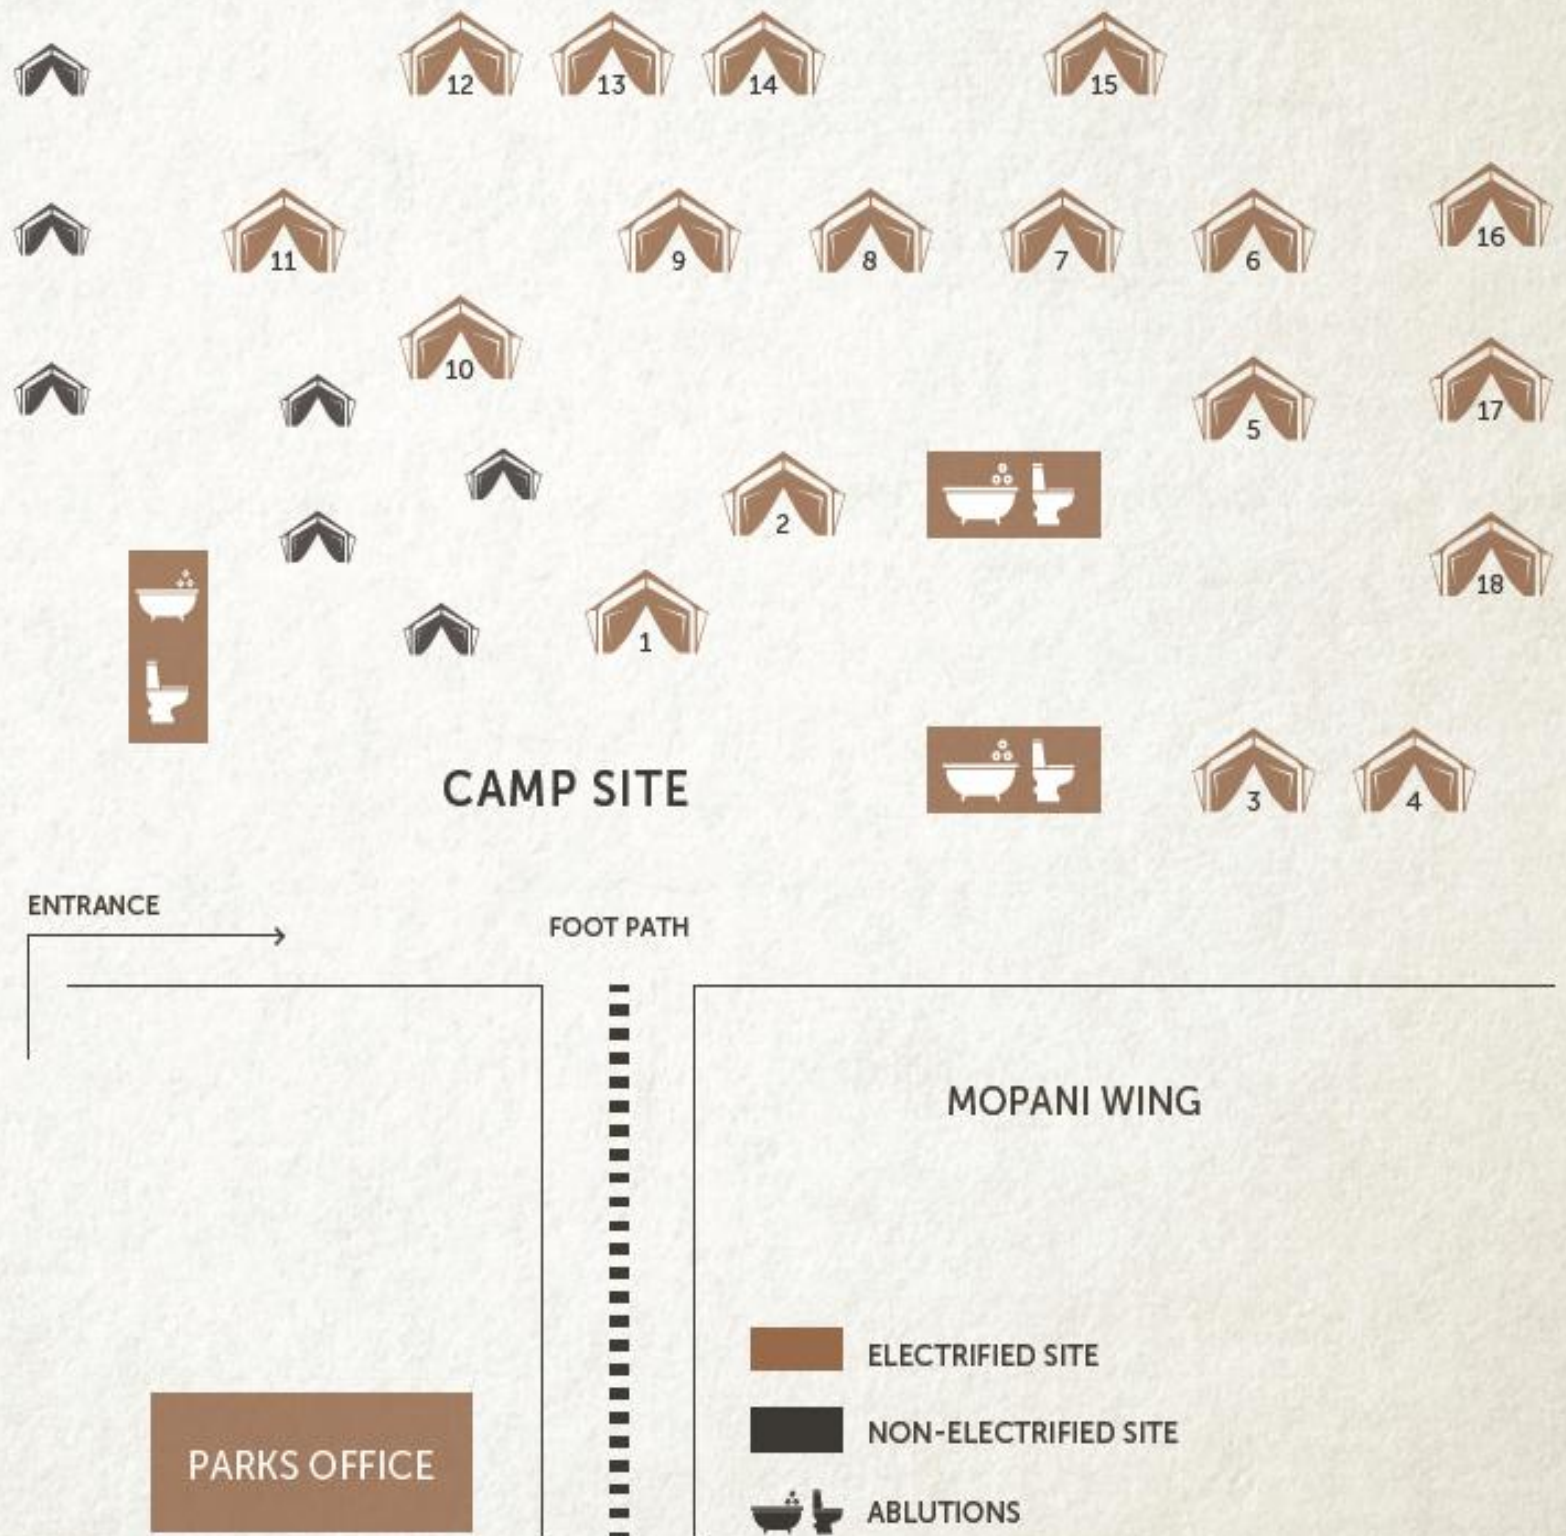 12 13 14 15
16
11 9 8 7 6
10
17
5
2
18
1
CAMP SITE
3 4
ENTRANCE
FOOT PATH
MOPANI WING
ELECTRIFIED SITE
NON-ELECTRIFIED SITE
PARKS OFFICE
ABLUTIONS